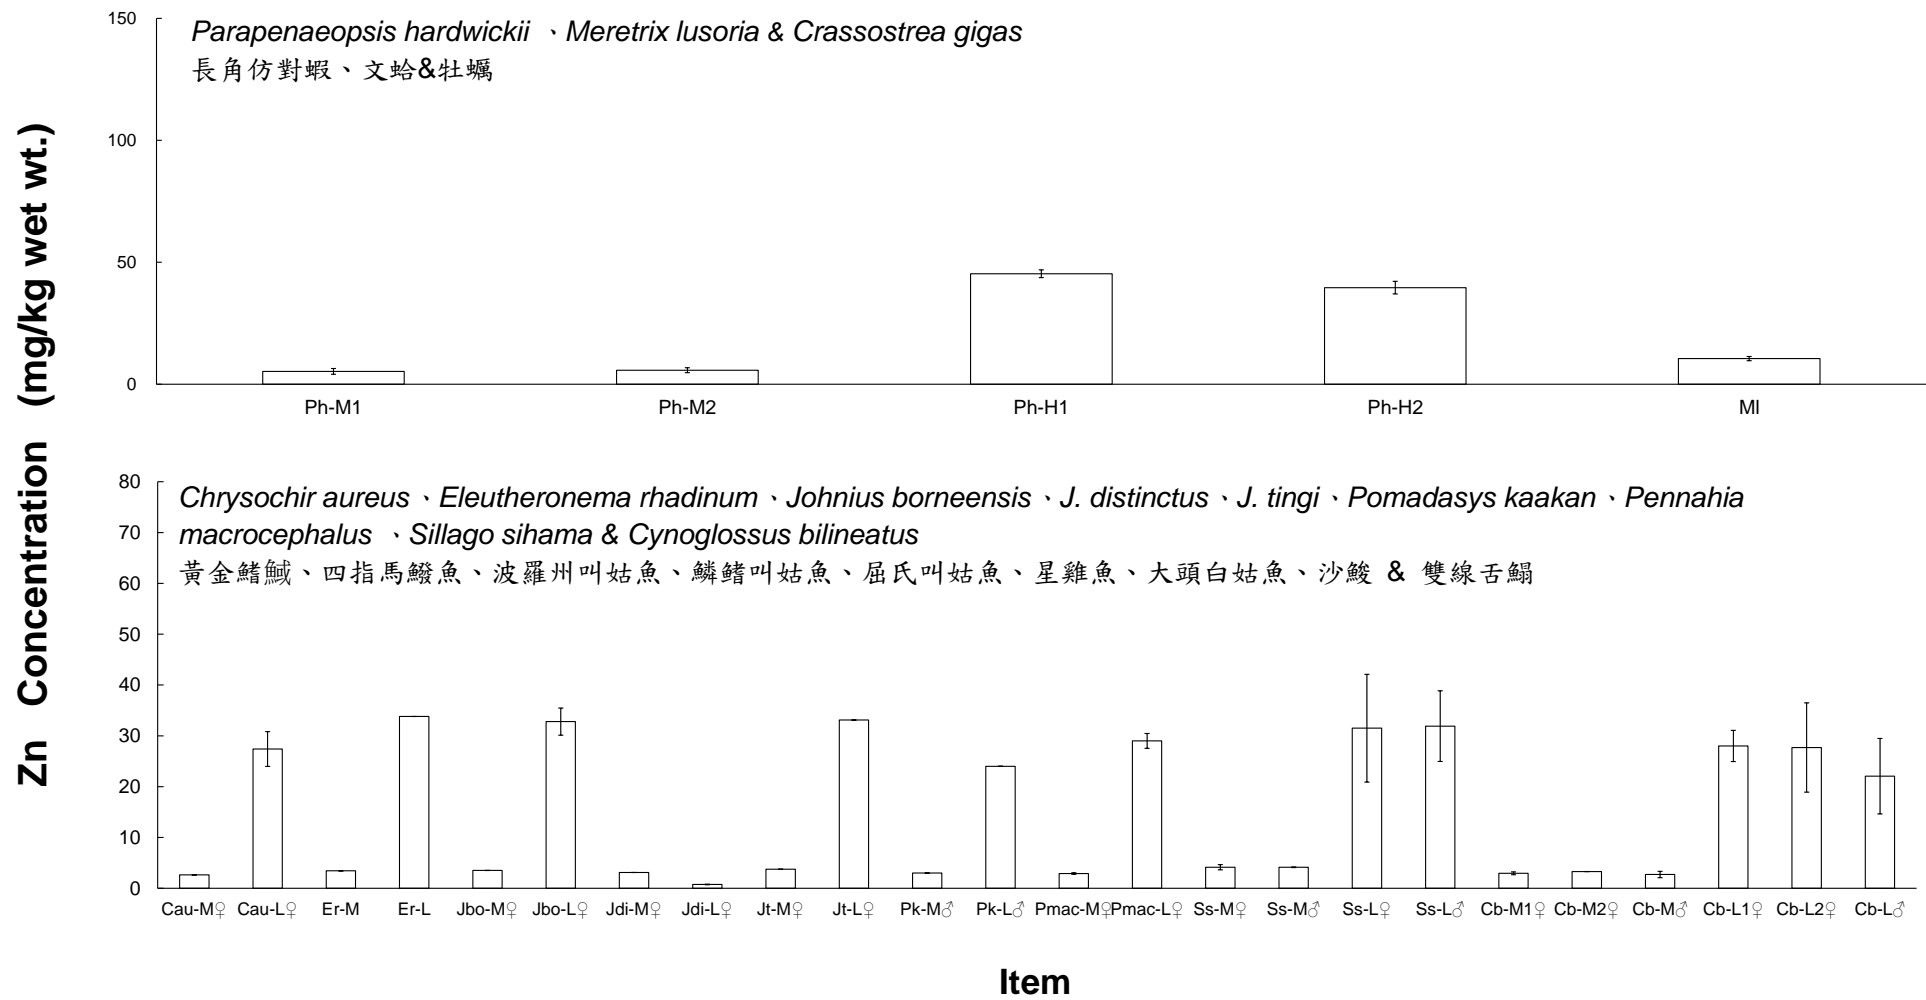 Zn Concentration (mg/kg wet wt.)
150
100
50
0
Parapenaeopsis hardwickii 、Meretrix lusoria & Crassostrea gigas
長角仿對蝦、文蛤&牡蠣
Ph-M1 Ph-M2 Ph-H1 Ph-H2 Ml
80
70
60
50
40
30
20
10
0
Chrysochir aureus、Eleutheronema rhadinum、Johnius borneensis、J. distinctus、J. tingi、Pomadasys kaakan、Pennahia
macrocephalus 、Sillago sihama & Cynoglossus bilineatus
黃金鰭䱛、四指馬鱍魚、波羅州叫姑魚、鱗鰭叫姑魚、屈氏叫姑魚、星雞魚、大頭白姑魚、沙鮻 & 雙線舌鰨
Cau-M♀ Cau-L♀ Er-M Er-L Jbo-M♀ Jbo-L♀ Jdi-M♀ Jdi-L♀ Jt-M♀ Jt-L♀ Pk-M♂ Pk-L♂ Pmac-M♀ Pmac-L♀ Ss-M♀ Ss-M♂ Ss-L♀ Ss-L♂ Cb-M1♀ Cb-M2♀ Cb-M♂ Cb-L1♀ Cb-L2♀ Cb-L♂
Item